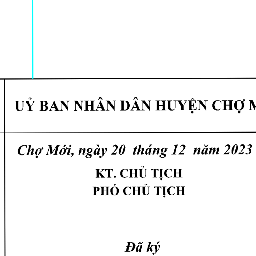 UỶ BAN NHÂN DÂN HUYỆN CHỢ
Chợ Mới, ngày 20 tháng 12 năm 2023
KT. CHỦ TỊCH
PHÓ CHỦ TỊCH
Đã ký